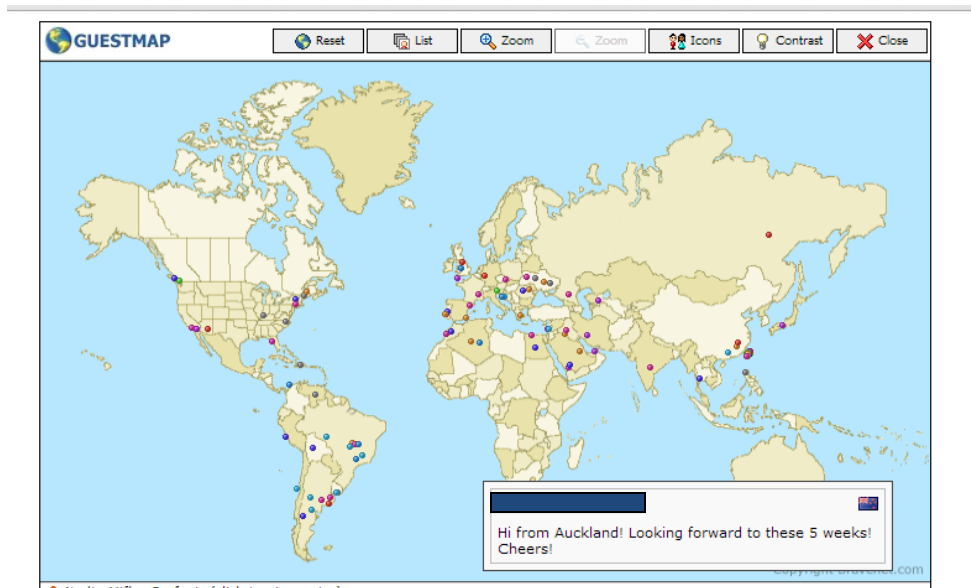 GUESTMAP Reset List Zoom Zoom Icons Contrast Close
Hi from Auckland! Looking forward to these 5 weeks!
Cheers!
Copyright bravenet.com